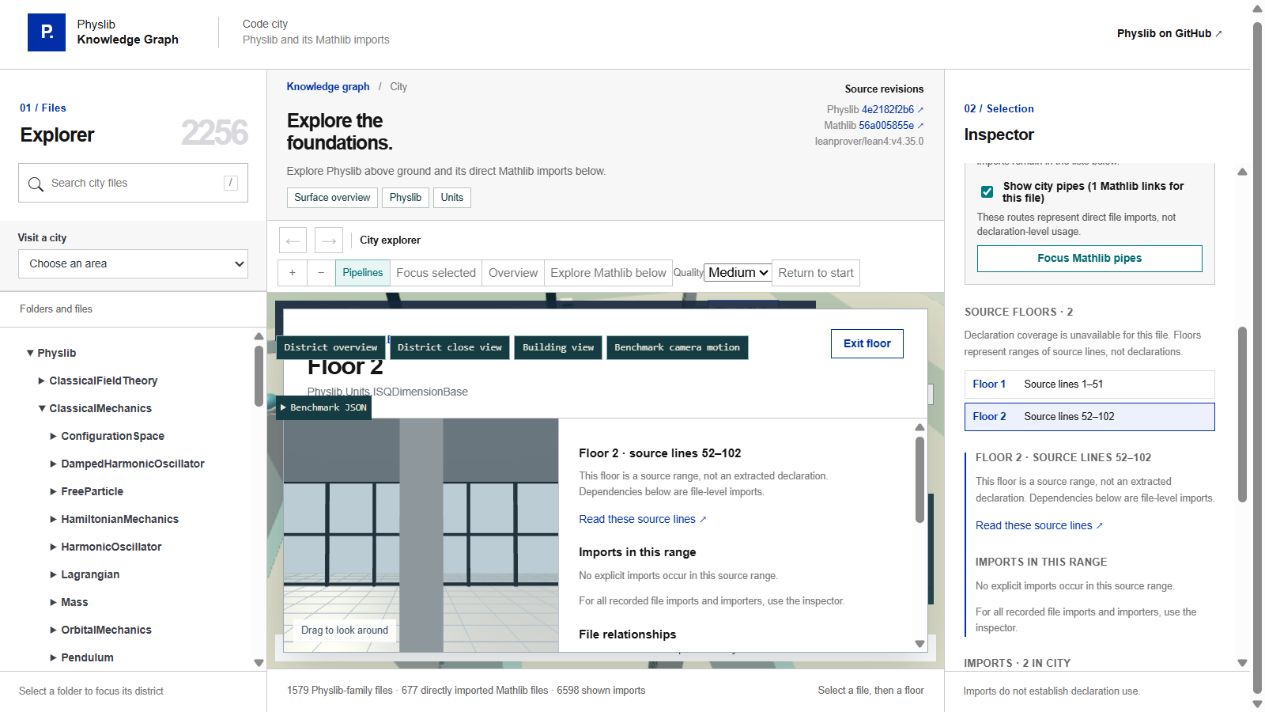 P.
Physlib
Knowledge Graph
Code city
Physlib and its Mathlib imports
Physlib on GitHub ↗
01 / Files
Explorer
2256
Search city files
/
Visit a city
Choose an area
Folders and files
▼ Physlib
▶ ClassicalFieldTheory
▼ ClassicalMechanics
▶ ConfigurationSpace
▶ DampedHarmonicOscillator
▶ FreeParticle
▶ HamiltonianMechanics
▶ HarmonicOscillator
▶ Lagrangian
▶ Mass
▶ OrbitalMechanics
▶ Pendulum
Select a folder to focus its district
Knowledge graph / City
Explore the
foundations.
Explore Physlib above ground and its direct Mathlib imports below.
Surface overview
Physlib
Units
Source revisions
Physlib 4e2182f2b6 ↗
Mathlib 56a005855e ↗
leanprover/lean4:v4.35.0
← → City explorer
+ − Pipelines Focus selected Overview Explore Mathlib below Quality Medium Return to start
District overview District close view Building view Benchmark camera motion
Exit floor
Floor 2
Physlib.Units.ISQDimensionBase
▶ Benchmark JSON
Drag to look around
Floor 2 · source lines 52–102
This floor is a source range, not an extracted declaration.
Dependencies below are file-level imports.
Read these source lines ↗
Imports in this range
No explicit imports occur in this source range.
For all recorded file imports and importers, use the inspector.
File relationships
1579 Physlib-family files · 677 directly imported Mathlib files · 6598 shown imports
Select a file, then a floor
02 / Selection
Inspector
Show city pipes (1 Mathlib links for
this file)
These routes represent direct file imports, not
declaration-level usage.
Focus Mathlib pipes
SOURCE FLOORS · 2
Declaration coverage is unavailable for this file. Floors
represent ranges of source lines, not declarations.
Floor 1 Source lines 1–51
Floor 2 Source lines 52–102
FLOOR 2 · SOURCE LINES 52–102
This floor is a source range, not an extracted
declaration. Dependencies below are file-level imports.
Read these source lines ↗
IMPORTS IN THIS RANGE
No explicit imports occur in this source range.
For all recorded file imports and importers, use the
inspector.
IMPORTS · 2 IN CITY
Imports do not establish declaration use.